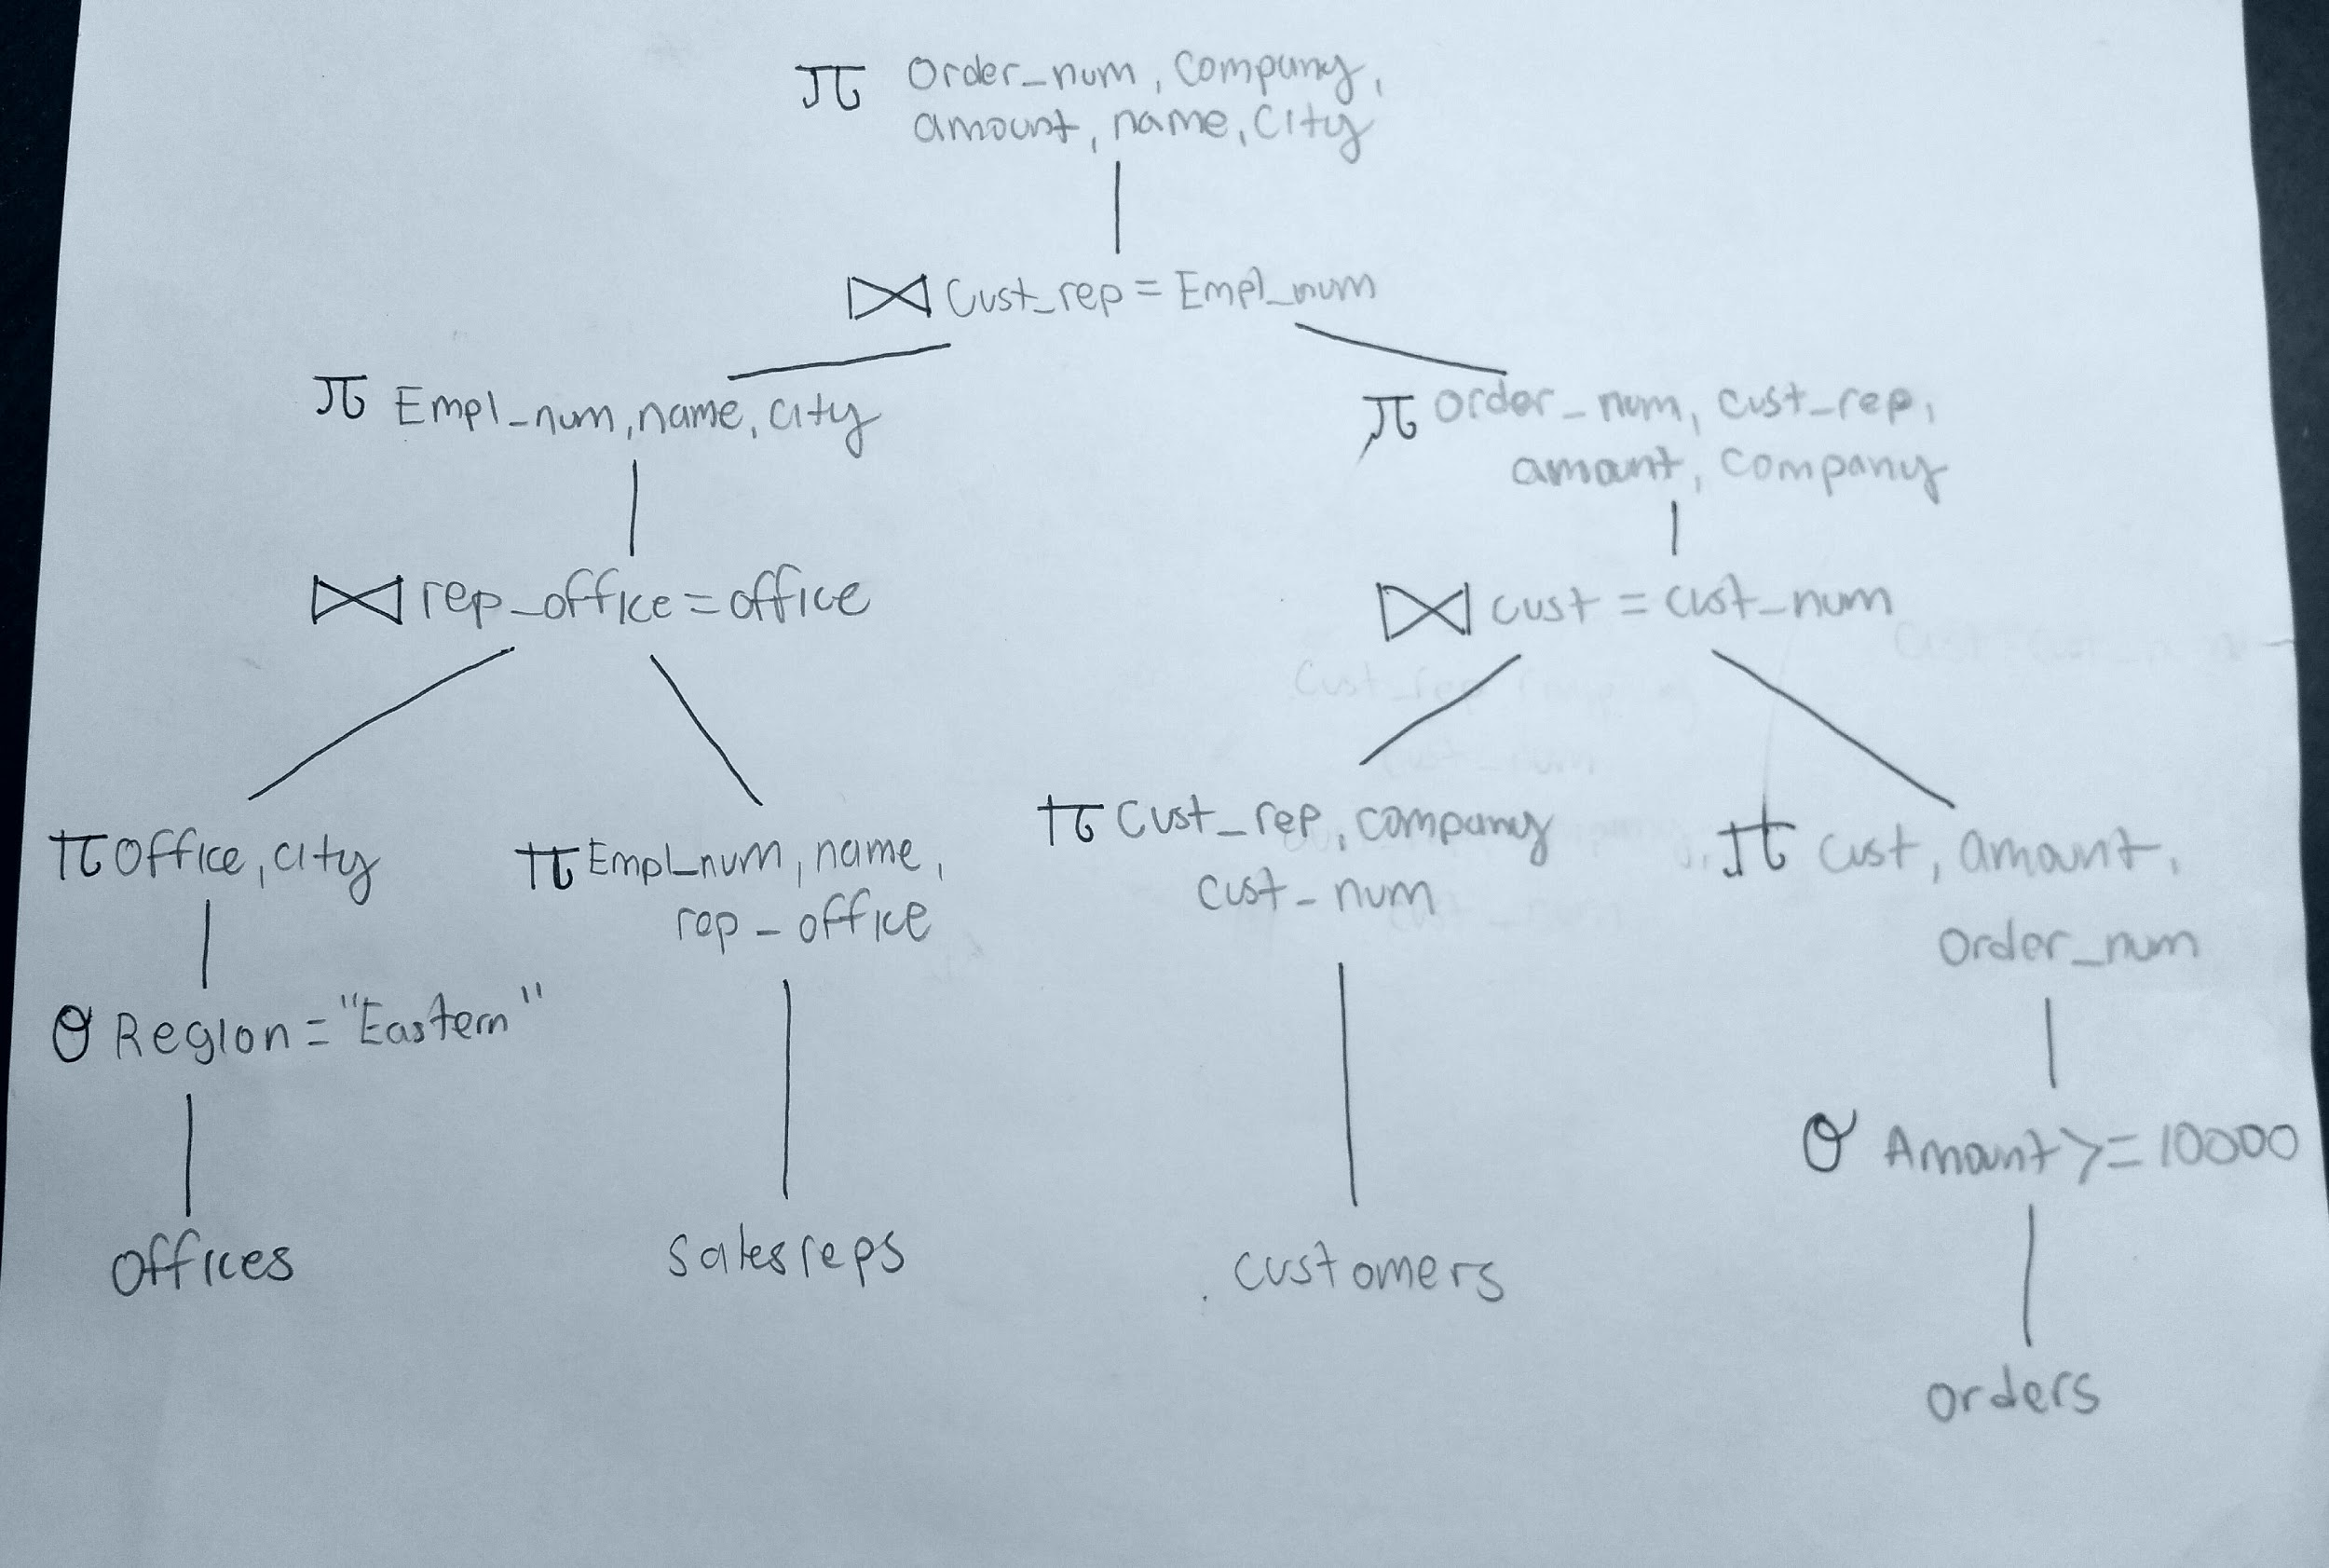 π Order_num, Company,
amount, name, City
⋈ Cust_rep = Empl_num
π Empl_num, name, city
π Order_num, cust_rep,
amount, Company
⋈ rep_office = office
⋈ cust = cust_num
π Office, city
π Empl_num, name,
rep_office
π Cust_rep, company
cust_num
π Cust, amount,
Order_num
σ Region = "Eastern"
σ Amount >= 10000
Offices
salesreps
customers
orders